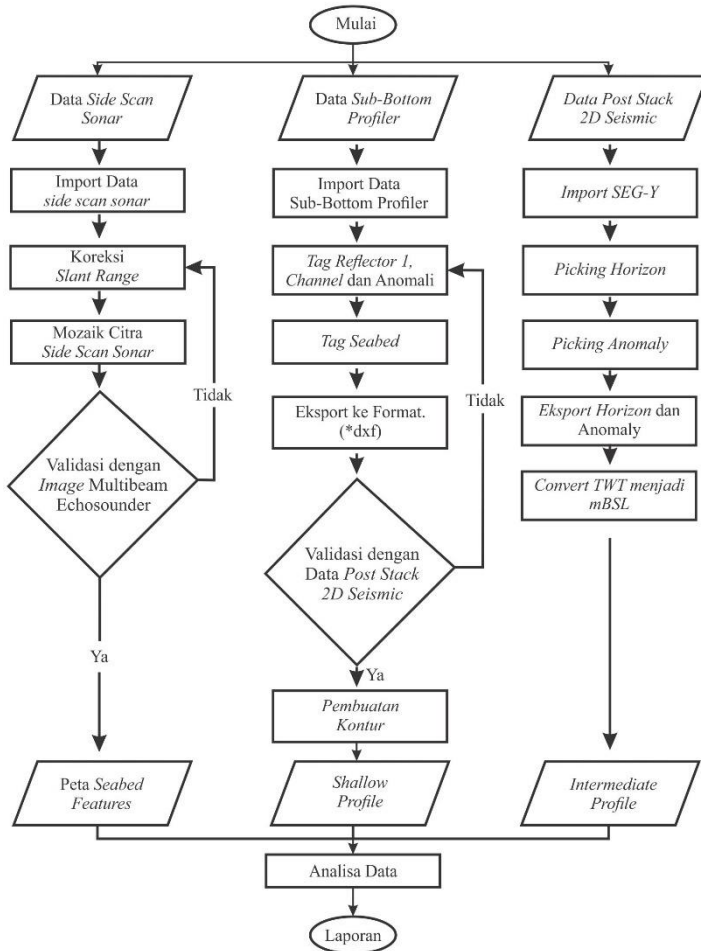 Mulai
Data Side Scan
Sonar
Import Data
side scan sonar
Koreksi
Slant Range
Mozaik Citra
Side Scan Sonar
Tidak
Validasi dengan
Image Multibeam
Echosounder
Ya
Peta Seabed
Features
Data Sub-Bottom
Profiler
Import Data
Sub-Bottom Profiler
Tag Reflector 1,
Channel dan Anomali
Tag Seabed
Eksport ke Format.
(*dxf)
Tidak
Validasi dengan
Data Post Stack
2D Seismic
Ya
Pembuatan
Kontur
Shallow
Profile
Data Post Stack
2D Seismic
Import SEG-Y
Picking Horizon
Picking Anomaly
Eksport Horizon dan
Anomaly
Convert TWT menjadi
mBSL
Intermediate
Profile
Analisa Data
Laporan